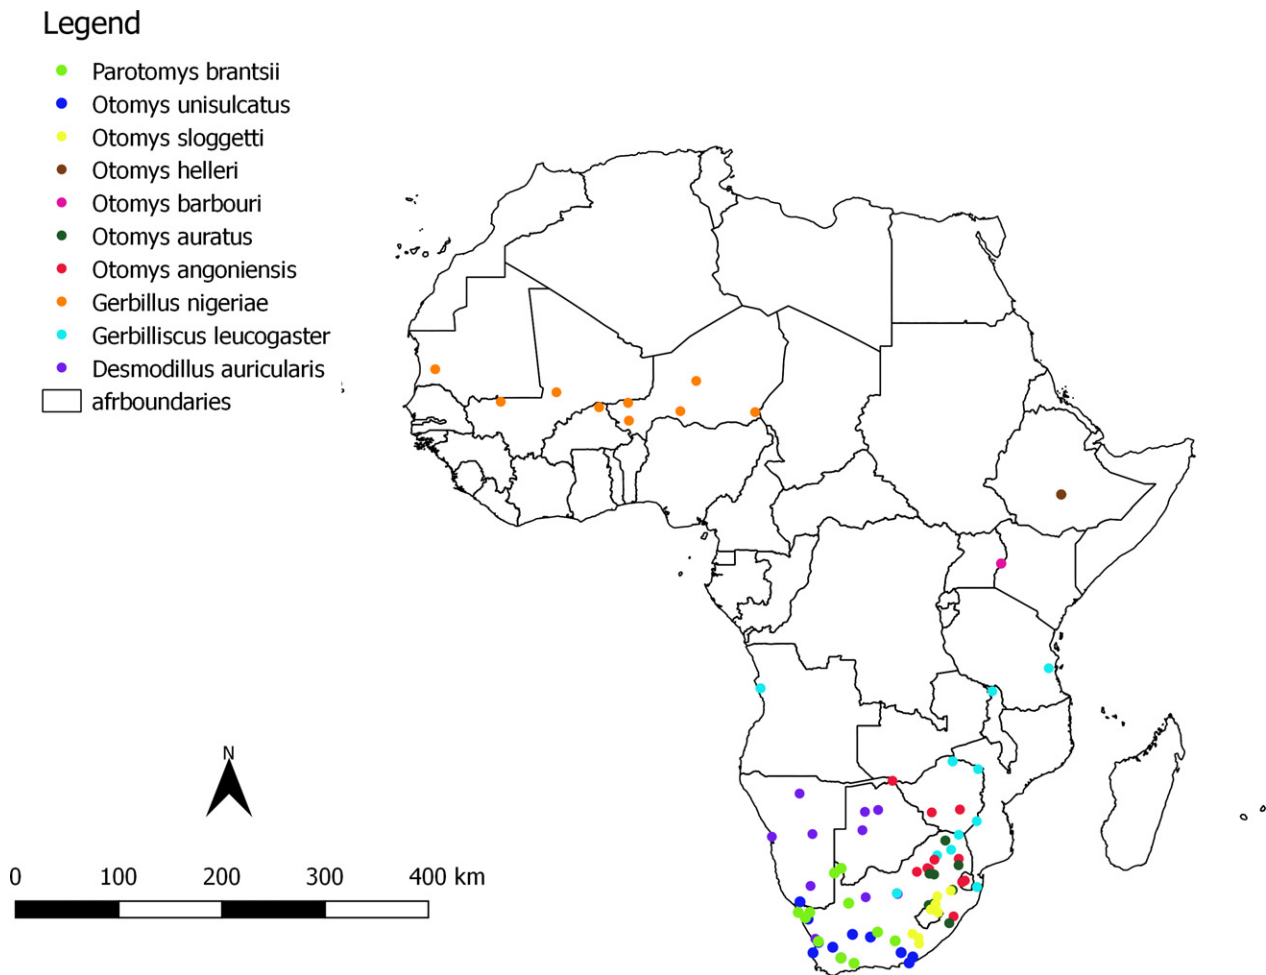 Legend
Parotomys brantsii
Otomys unisulcatus
Otomys sloggetti
Otomys helleri
Otomys barbouri
Otomys auratus
Otomys angoniensis
Gerbillus nigeriae
Gerbilliscus leucogaster
Desmodillus auricularis
afrboundaries
N
0 100 200 300 400 km